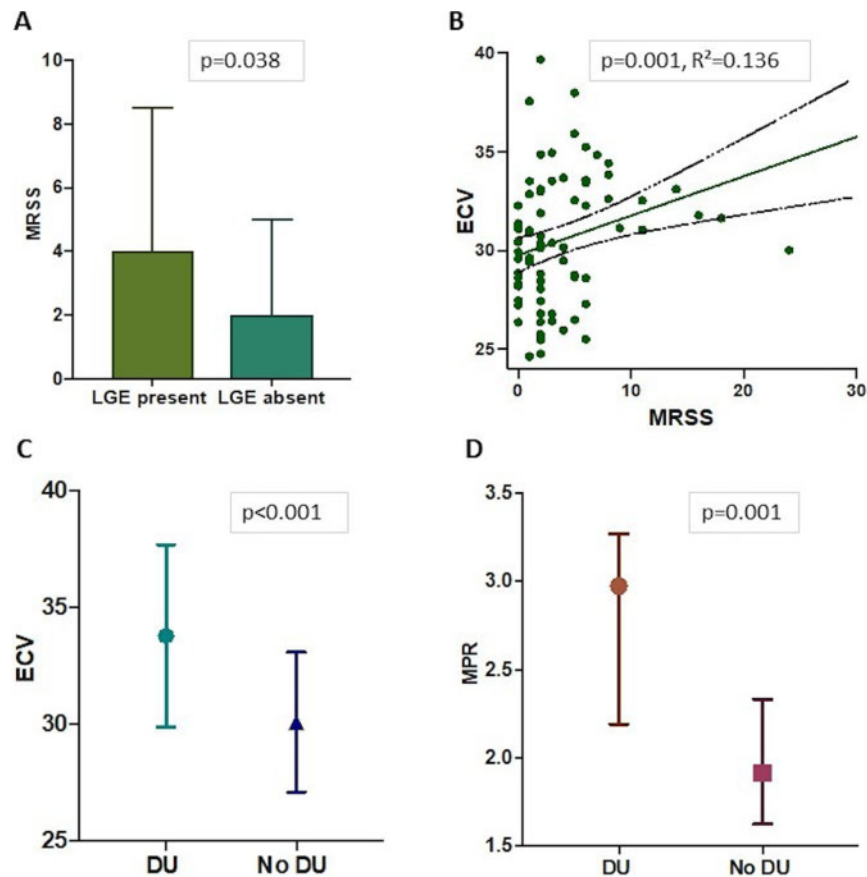 A
p=0.038
10
8
6
4
2
0
MRSS
LGE present LGE absent
B
p=0.001, R²=0.136
40
35
30
25
ECV
0 10 20 30
MRSS
C
p<0.001
40
35
30
25
ECV
DU No DU
D
p=0.001
3.5
3.0
2.5
2.0
1.5
MPR
DU No DU